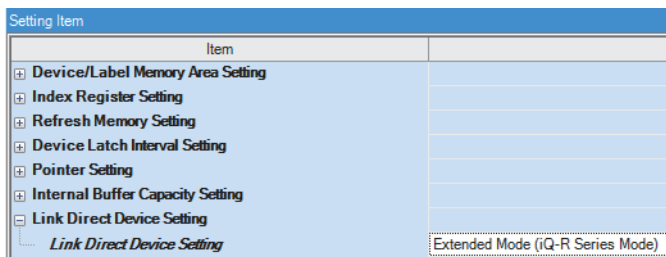 Setting Item
Item
Device/Label Memory Area Setting
Index Register Setting
Refresh Memory Setting
Device Latch Interval Setting
Pointer Setting
Internal Buffer Capacity Setting
Link Direct Device Setting
Link Direct Device Setting Extended Mode (iQ-R Series Mode)